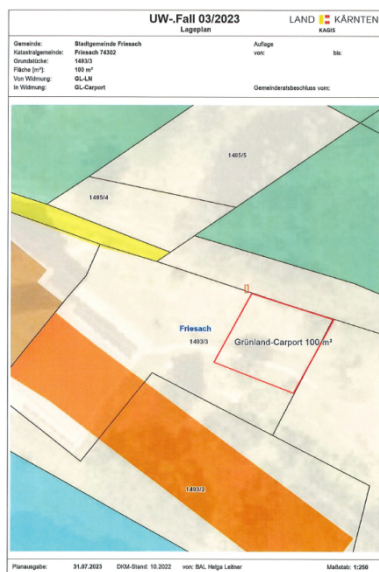 UW-.Fall 03/2023
Lageplan
LAND KÄRNTEN
KAGIS
Gemeinde: Stadtgemeinde Friesach
Katastralgemeinde: Friesach 74302
Grundstücke: 1493/3
Fläche [m²]: 100 m²
Von Widmung: GL-LN
In Widmung: GL-Carport
Auflage
von: bis:
Gemeinderatsbeschluss vom:
1485/5
1495/4
Friesach
1493/3
Grünland-Carport 100 m²
1493/2
Planausgabe: 31.07.2023 DKM-Stand: 10.2022 von: BAL Helga Leitner Maßstab: 1:250